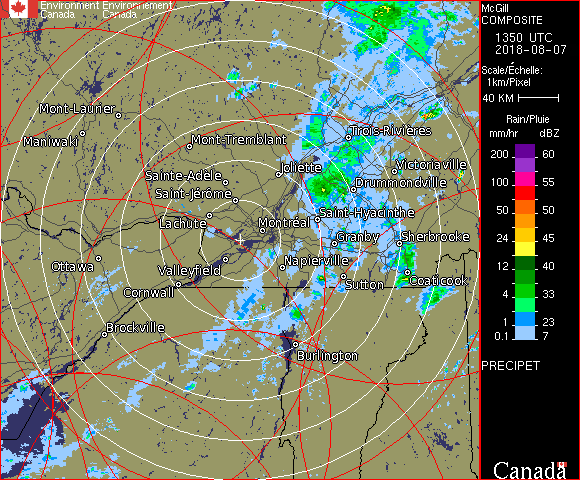 Environment Environnement
Canada Canada
McGill
COMPOSITE
1350 UTC
2018-08-07
Scale/Échelle:
1km/Pixel
40 KM
Rain/Pluie
mm/hr dBZ
200 60
100 55
50 50
24 45
12 40
4 33
1 23
0.1 7
PRECIPET
Mont-Laurier
Maniwaki
Mont-Tremblant
Trois-Rivières
Joliette
Victoriaville
Sainte-Adèle
Drummondville
Saint-Jérôme
Saint-Hyacinthe
Lachute
Montréal
Granby
Sherbrooke
Ottawa
Valleyfield
Napierville
Sutton
Coaticook
Cornwall
Brockville
Burlington
Canada